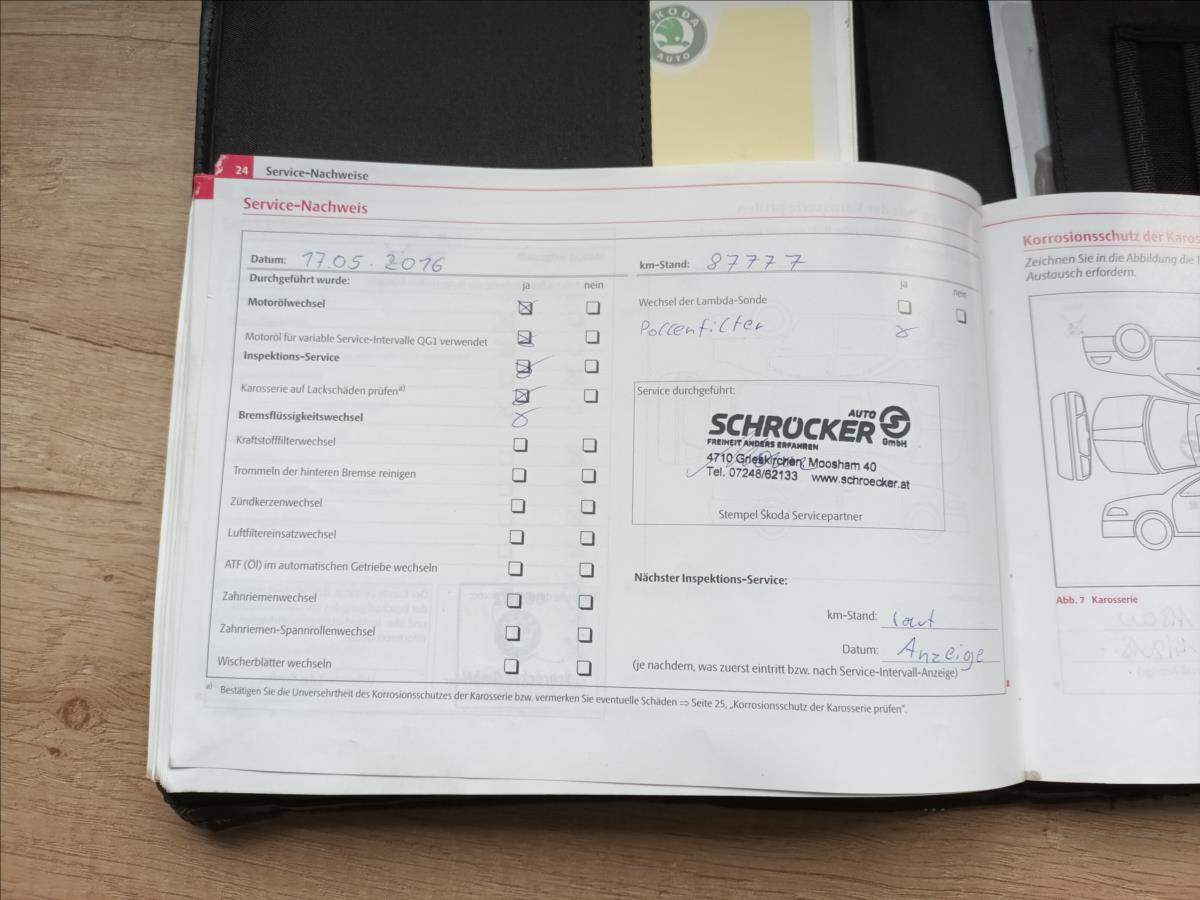 ŠKODA
AUTO
24 Service-Nachweise
Service-Nachweis
Datum: 17.05.2016
Durchgeführt wurde:
ja nein
Motorölwechsel
Motoröl für variable Service-Intervalle QG1 verwendet
Inspektions-Service
Karosserie auf Lackschäden prüfen a)
Bremsflüssigkeitswechsel
Kraftstofffilterwechsel
Trommeln der hinteren Bremse reinigen
Zündkerzenwechsel
Luftfiltereinsatzwechsel
ATF (Öl) im automatischen Getriebe wechseln
Zahnriemenwechsel
Zahnriemen-Spannrollenwechsel
Wischerblätter wechseln
km-Stand: 87777
ja nein
Wechsel der Lambda-Sonde
Pollenfilter
Service durchgeführt:
AUTO
SCHRÖCKER
GmbH
FREIHEIT ANDERS ERFAHREN
4710 Grieskirchen, Moosham 40
Tel. 07248/62133 www.schroecker.at
Stempel Škoda Servicepartner
Nächster Inspektions-Service:
km-Stand: laut
Datum: Anzeige
(je nachdem, was zuerst eintritt bzw. nach Service-Intervall-Anzeige)
a) Bestätigen Sie die Unversehrtheit des Korrosionsschutzes der Karosserie bzw. vermerken Sie eventuelle Schäden ⇒ Seite 25, „Korrosionsschutz der Karosserie prüfen“.
Korrosionsschutz der Karos
Zeichnen Sie in die Abbildung die
Austausch erfordern.
Abb. 7 Karosserie